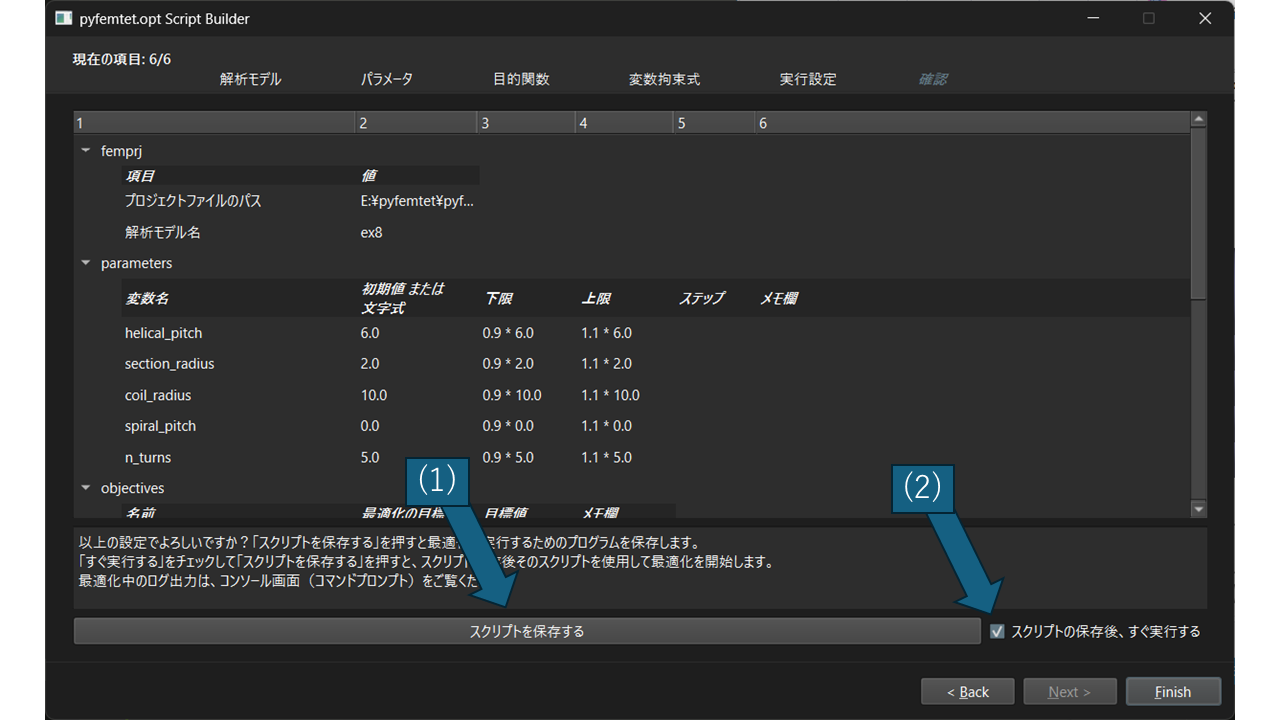 pyfemtet.opt Script Builder
現在の項目: 6/6
解析モデル パラメータ 目的関数 変数拘束式 実行設定 確認
1 2 3 4 5 6
femprj
項目 値
プロジェクトファイルのパス E:¥pyfemtet¥pyf...
解析モデル名 ex8
parameters
変数名 初期値 または 文字式 下限 上限 ステップ メモ欄
helical_pitch 6.0 0.9 * 6.0 1.1 * 6.0
section_radius 2.0 0.9 * 2.0 1.1 * 2.0
coil_radius 10.0 0.9 * 10.0 1.1 * 10.0
spiral_pitch 0.0 0.9 * 0.0 1.1 * 0.0
n_turns 5.0 0.9 * 5.0 1.1 * 5.0
(1)
(2)
objectives
名前 最適化の目標 目標値 メモ欄
以上の設定でよろしいですか？「スクリプトを保存する」を押すと最適 実行するためのプログラムを保存します。
「すぐ実行する」をチェックして「スクリプトを保存する」を押すと、スクリプト 後そのスクリプトを使用して最適化を開始します。
最適化中のログ出力は、コンソール画面（コマンドプロンプト）をご覧くだ
スクリプトを保存する
スクリプトの保存後、すぐ実行する
< Back Next > Finish